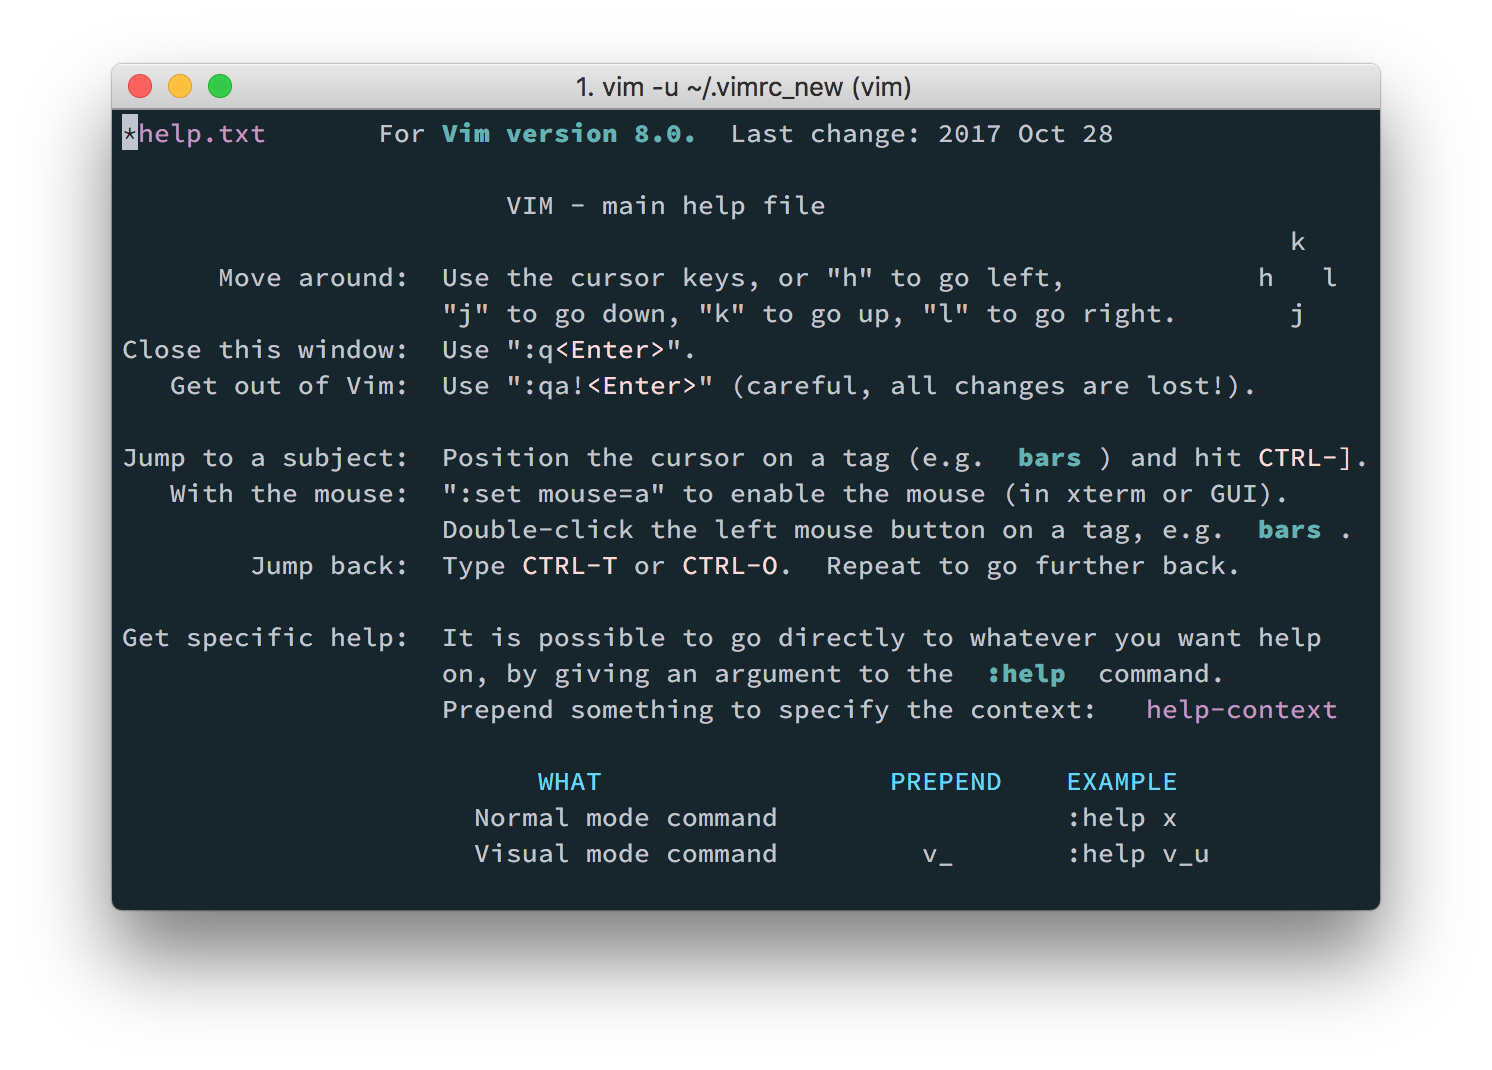 1. vim -u ~/.vimrc_new (vim)
*help.txt For Vim version 8.0. Last change: 2017 Oct 28
VIM - main help file
k
Move around: Use the cursor keys, or "h" to go left, h l
"j" to go down, "k" to go up, "l" to go right. j
Close this window: Use ":q<Enter>".
Get out of Vim: Use ":qa!<Enter>" (careful, all changes are lost!).
Jump to a subject: Position the cursor on a tag (e.g. bars ) and hit CTRL-].
With the mouse: ":set mouse=a" to enable the mouse (in xterm or GUI).
Double-click the left mouse button on a tag, e.g. bars .
Jump back: Type CTRL-T or CTRL-O. Repeat to go further back.
Get specific help: It is possible to go directly to whatever you want help
on, by giving an argument to the :help command.
Prepend something to specify the context: help-context
WHAT PREPEND EXAMPLE
Normal mode command :help x
Visual mode command v_ :help v_u